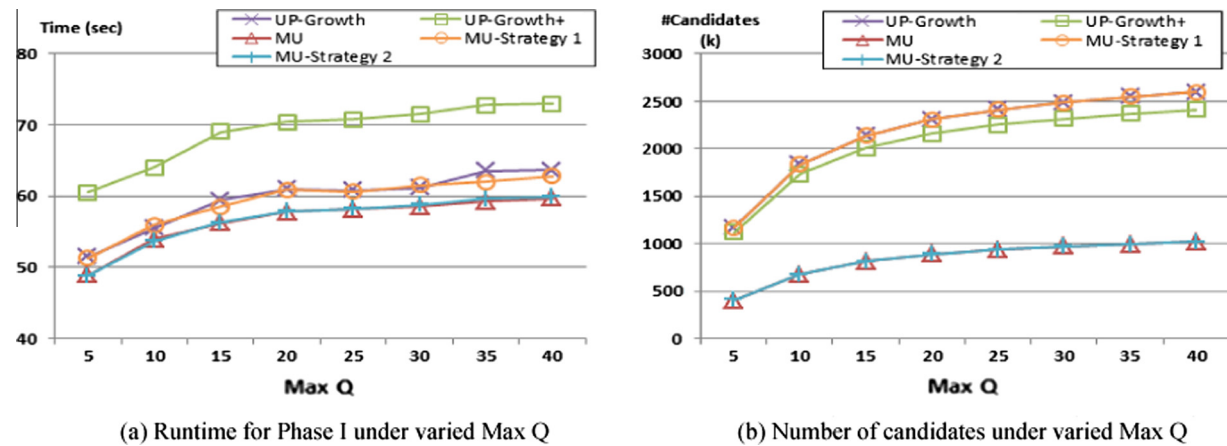 Time (sec)
UP-Growth
UP-Growth+
MU
MU-Strategy 1
MU-Strategy 2
80
70
60
50
40
5 10 15 20 25 30 35 40
Max Q
(a) Runtime for Phase I under varied Max Q
#Candidates
(k)
UP-Growth
UP-Growth+
MU
MU-Strategy 1
MU-Strategy 2
3000
2500
2000
1500
1000
500
0
5 10 15 20 25 30 35 40
Max Q
(b) Number of candidates under varied Max Q